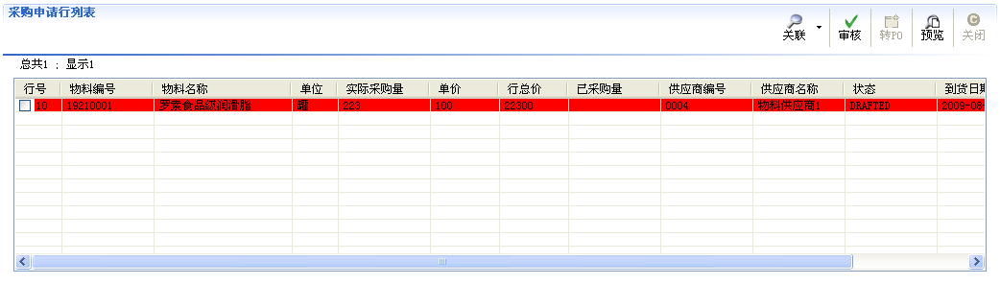 采购申请行列表
关联 审核 转PO 预览 关闭
总共1 ; 显示1
行号 物料编号 物料名称 单位 实际采购量 单价 行总价 已采购量 供应商编号 供应商名称 状态 到货日期
10 19210001 罗素食品级润滑脂 罐 223 100 22300 0004 物料供应商1 DRAFTED 2009-08-